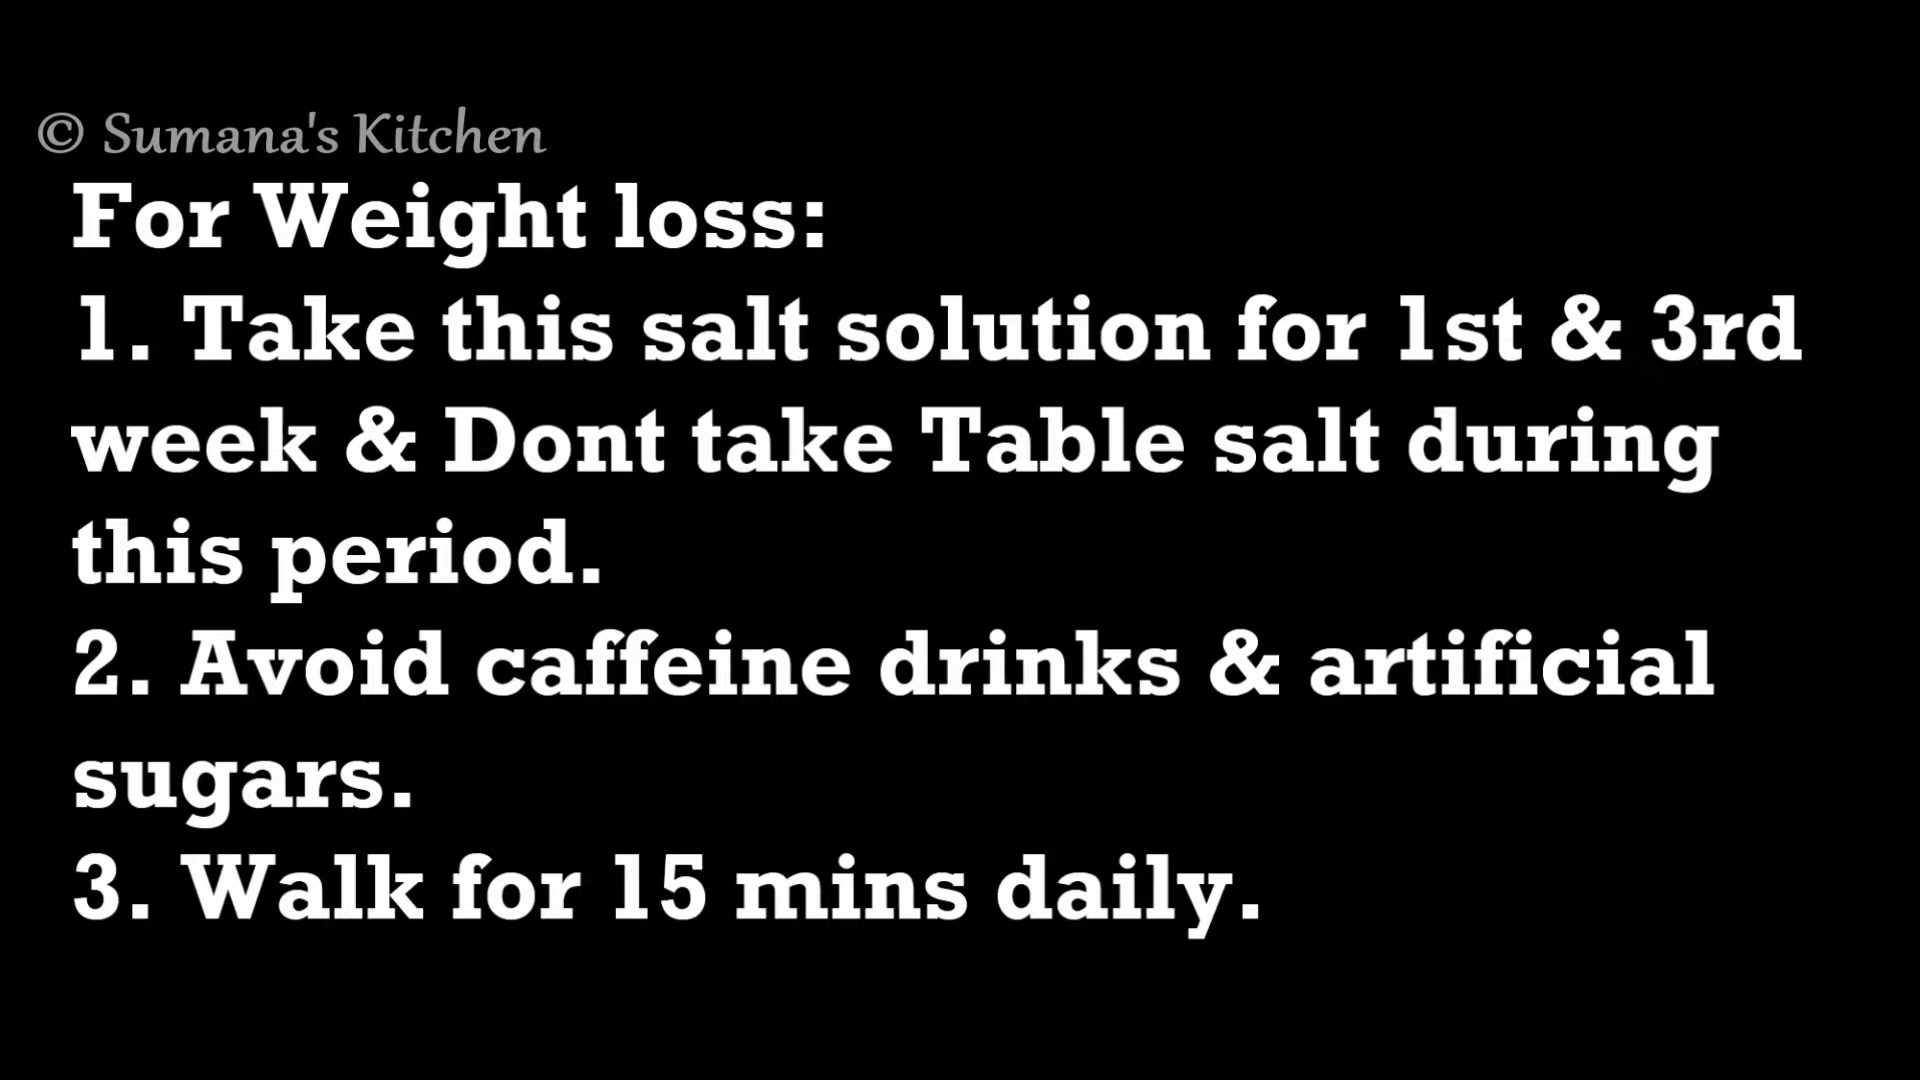 © Sumana's Kitchen
For Weight loss:
1. Take this salt solution for 1st & 3rd
week & Dont take Table salt during
this period.
2. Avoid caffeine drinks & artificial
sugars.
3. Walk for 15 mins daily.